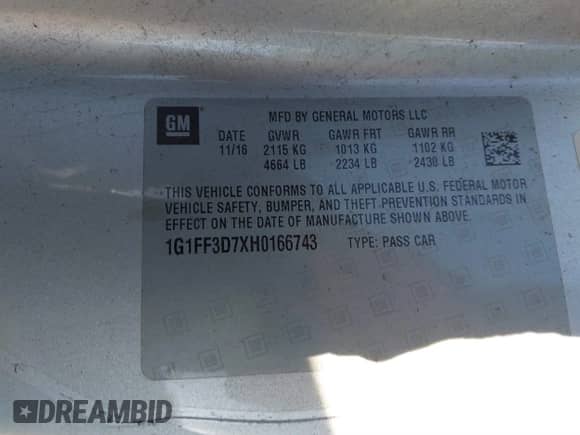 GM
MFD BY GENERAL MOTORS LLC
DATE GVWR GAWR FRT GAWR RR
11/16 2115 KG 1013 KG 1102 KG
4664 LB 2234 LB 2430 LB
THIS VEHICLE CONFORMS TO ALL APPLICABLE U.S. FEDERAL MOTOR
VEHICLE SAFETY, BUMPER, AND THEFT PREVENTION STANDARDS IN
EFFECT ON THE DATE OF MANUFACTURE SHOWN ABOVE.
1G1FF3D7XH0166743 TYPE: PASS CAR
DREAMBID